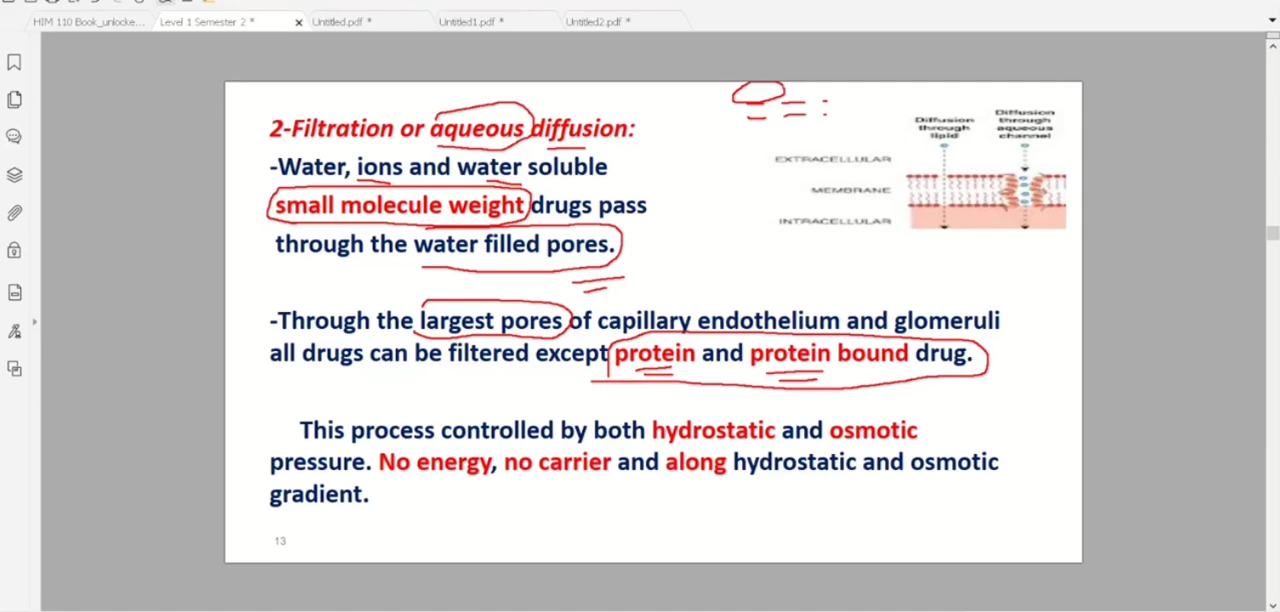 HIM 110 Book_unlocke... Level 1 Semester 2 * x Untitled.pdf * Untitled1.pdf * Untitled2.pdf *
2-Filtration or aqueous diffusion:
-Water, ions and water soluble
small molecule weight drugs pass
through the water filled pores.
Diffusion
through
lipid
Diffusion
through
aqueous
channel
EXTRACELLULAR
MEMBRANE
INTRACELLULAR
-Through the largest pores of capillary endothelium and glomeruli
all drugs can be filtered except protein and protein bound drug.
This process controlled by both hydrostatic and osmotic
pressure. No energy, no carrier and along hydrostatic and osmotic
gradient.
13